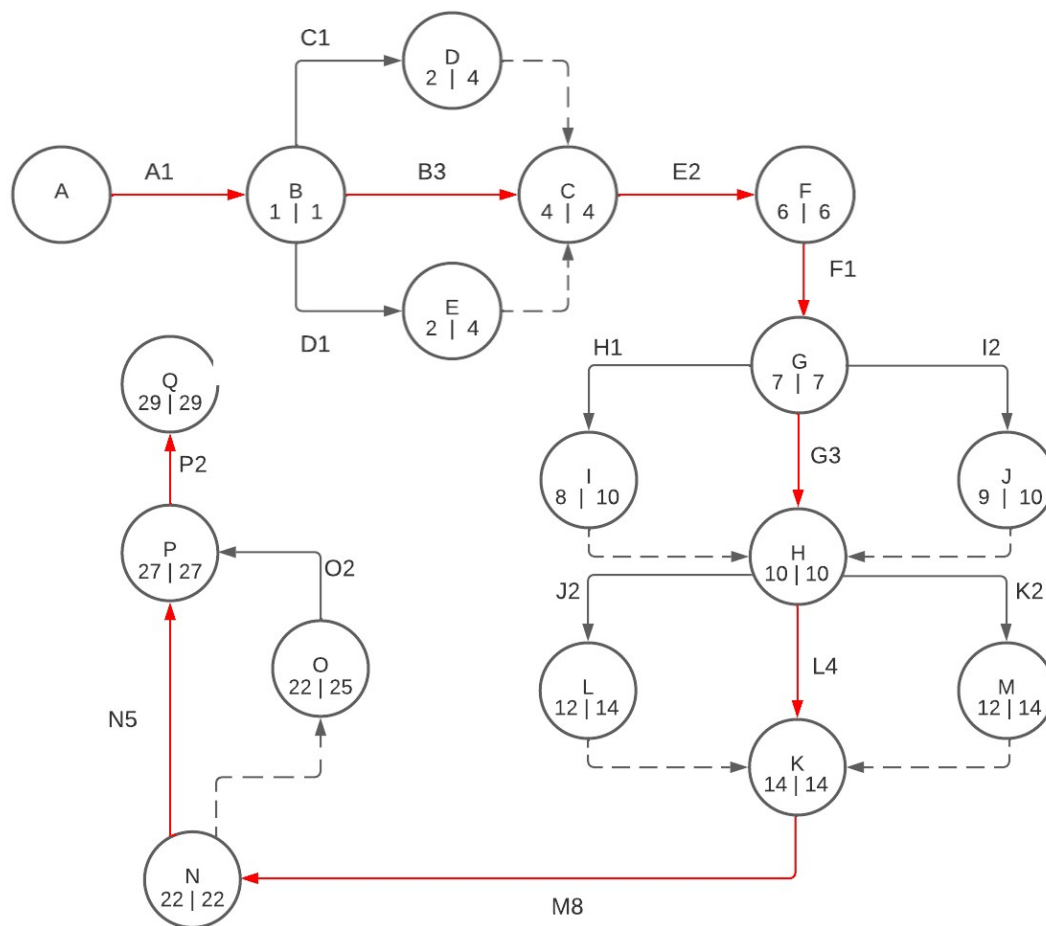 C1
D
2 | 4
A
A1
B
1 | 1
B3
C
4 | 4
E2
F
6 | 6
F1
E
2 | 4
D1
H1
G
7 | 7
I2
Q
29 | 29
P2
G3
I
8 | 10
J
9 | 10
P
27 | 27
O2
H
10 | 10
J2
K2
O
22 | 25
L4
L
12 | 14
M
12 | 14
N5
K
14 | 14
N
22 | 22
M8